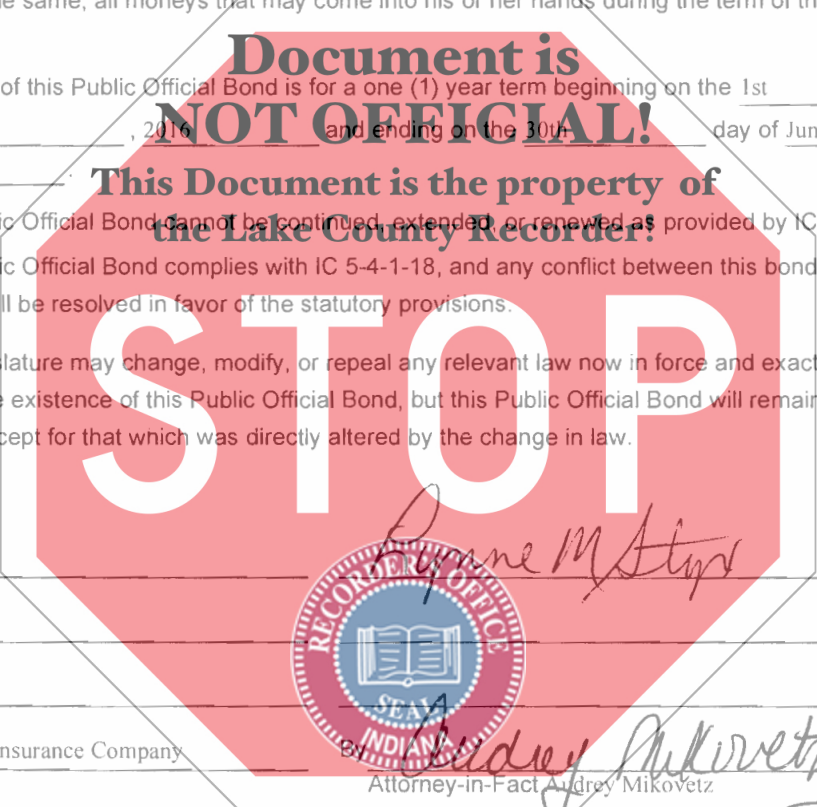 e same, all moneys that may come into his or her hands during the term of th
Document is
of this Public Official Bond is for a one (1) year term beginning on the 1st
NOT OFFICIAL!
, 2016 and ending on the 30th day of Jun
This Document is the property of
the Lake County Recorder!
ic Official Bond cannot be continued, extended, or renewed as provided by IC
ic Official Bond complies with IC 5-4-1-18, and any conflict between this bond
ll be resolved in favor of the statutory provisions.
STOP
slature may change, modify, or repeal any relevant law now in force and exact
e existence of this Public Official Bond, but this Public Official Bond will remain
cept for that which was directly altered by the change in law.
RECORDER'S OFFICE
SEAL
INDIANA
nsurance Company By Audrey Mikovetz
Attorney-in-Fact Audrey Mikovetz